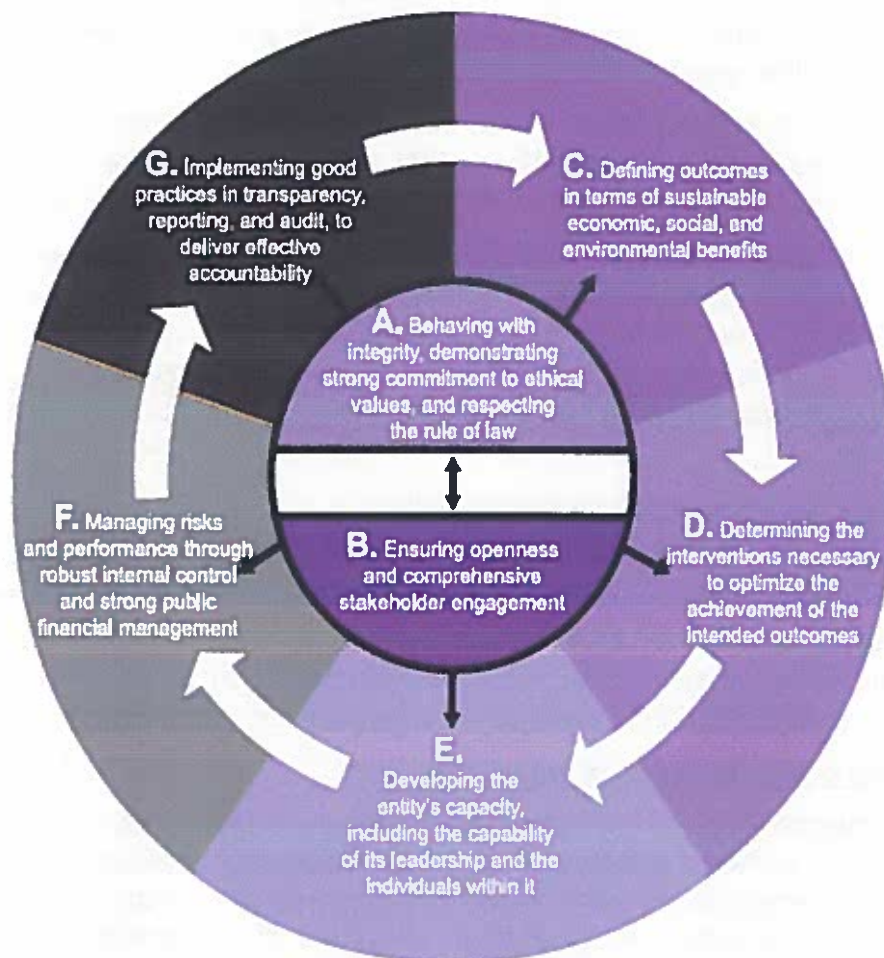 G. Implementing good
practices in transparency,
reporting, and audit, to
deliver effective
accountability
C. Defining outcomes
in terms of sustainable
economic, social, and
environmental benefits
A. Behaving with
integrity, demonstrating
strong commitment to ethical
values, and respecting
the rule of law
B. Ensuring openness
and comprehensive
stakeholder engagement
D. Determining the
interventions necessary
to optimize the
achievement of the
intended outcomes
E.
Developing the
entity's capacity,
including the capability
of its leadership and the
individuals within it
F. Managing risks
and performance through
robust internal control
and strong public
financial management